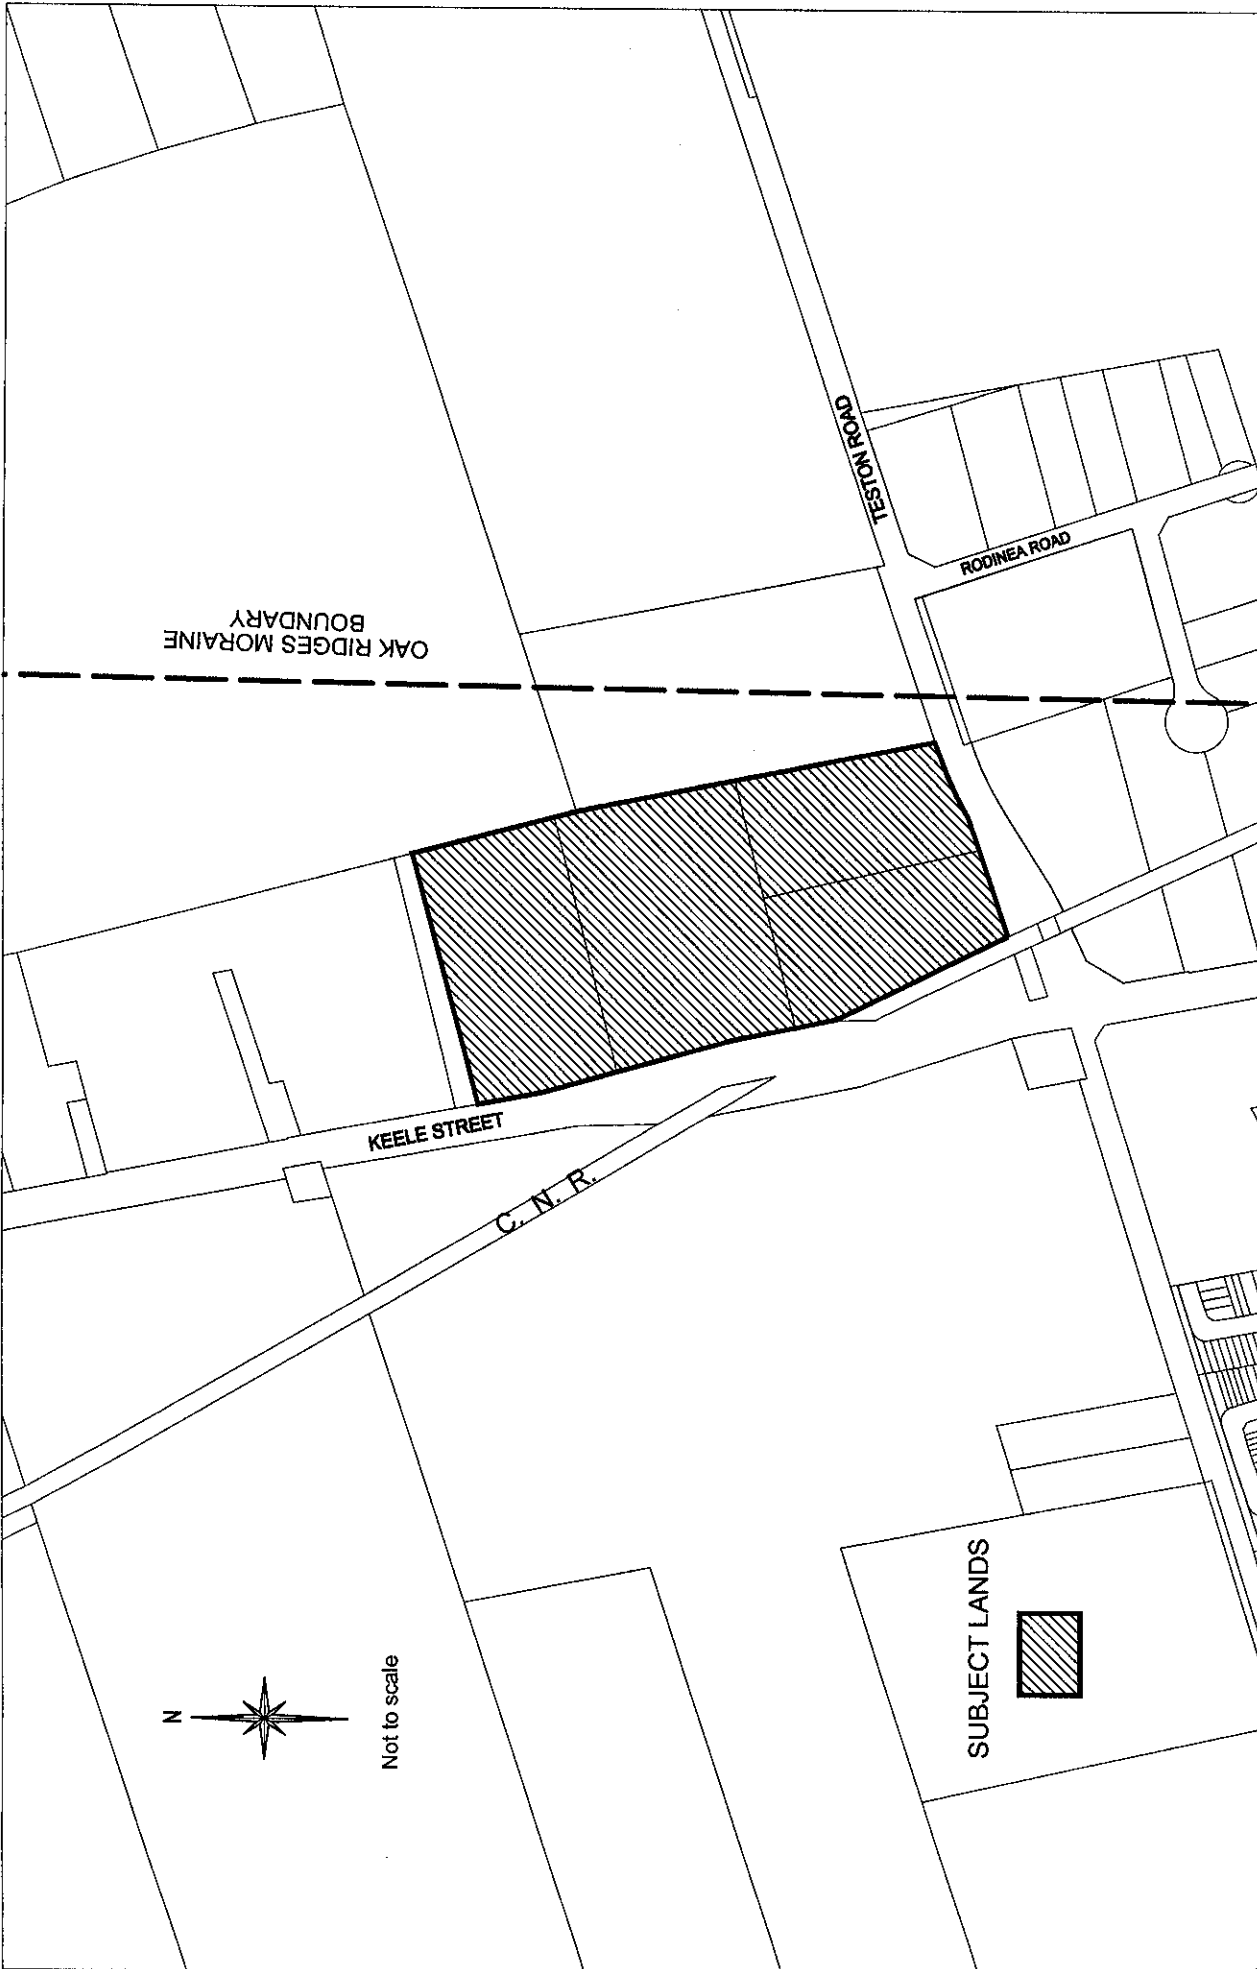 OAK RIDGES MORAINE
BOUNDARY
TESTON ROAD
RODINEA ROAD
KEELE STREET
C. N. R.
N
Not to scale
SUBJECT LANDS